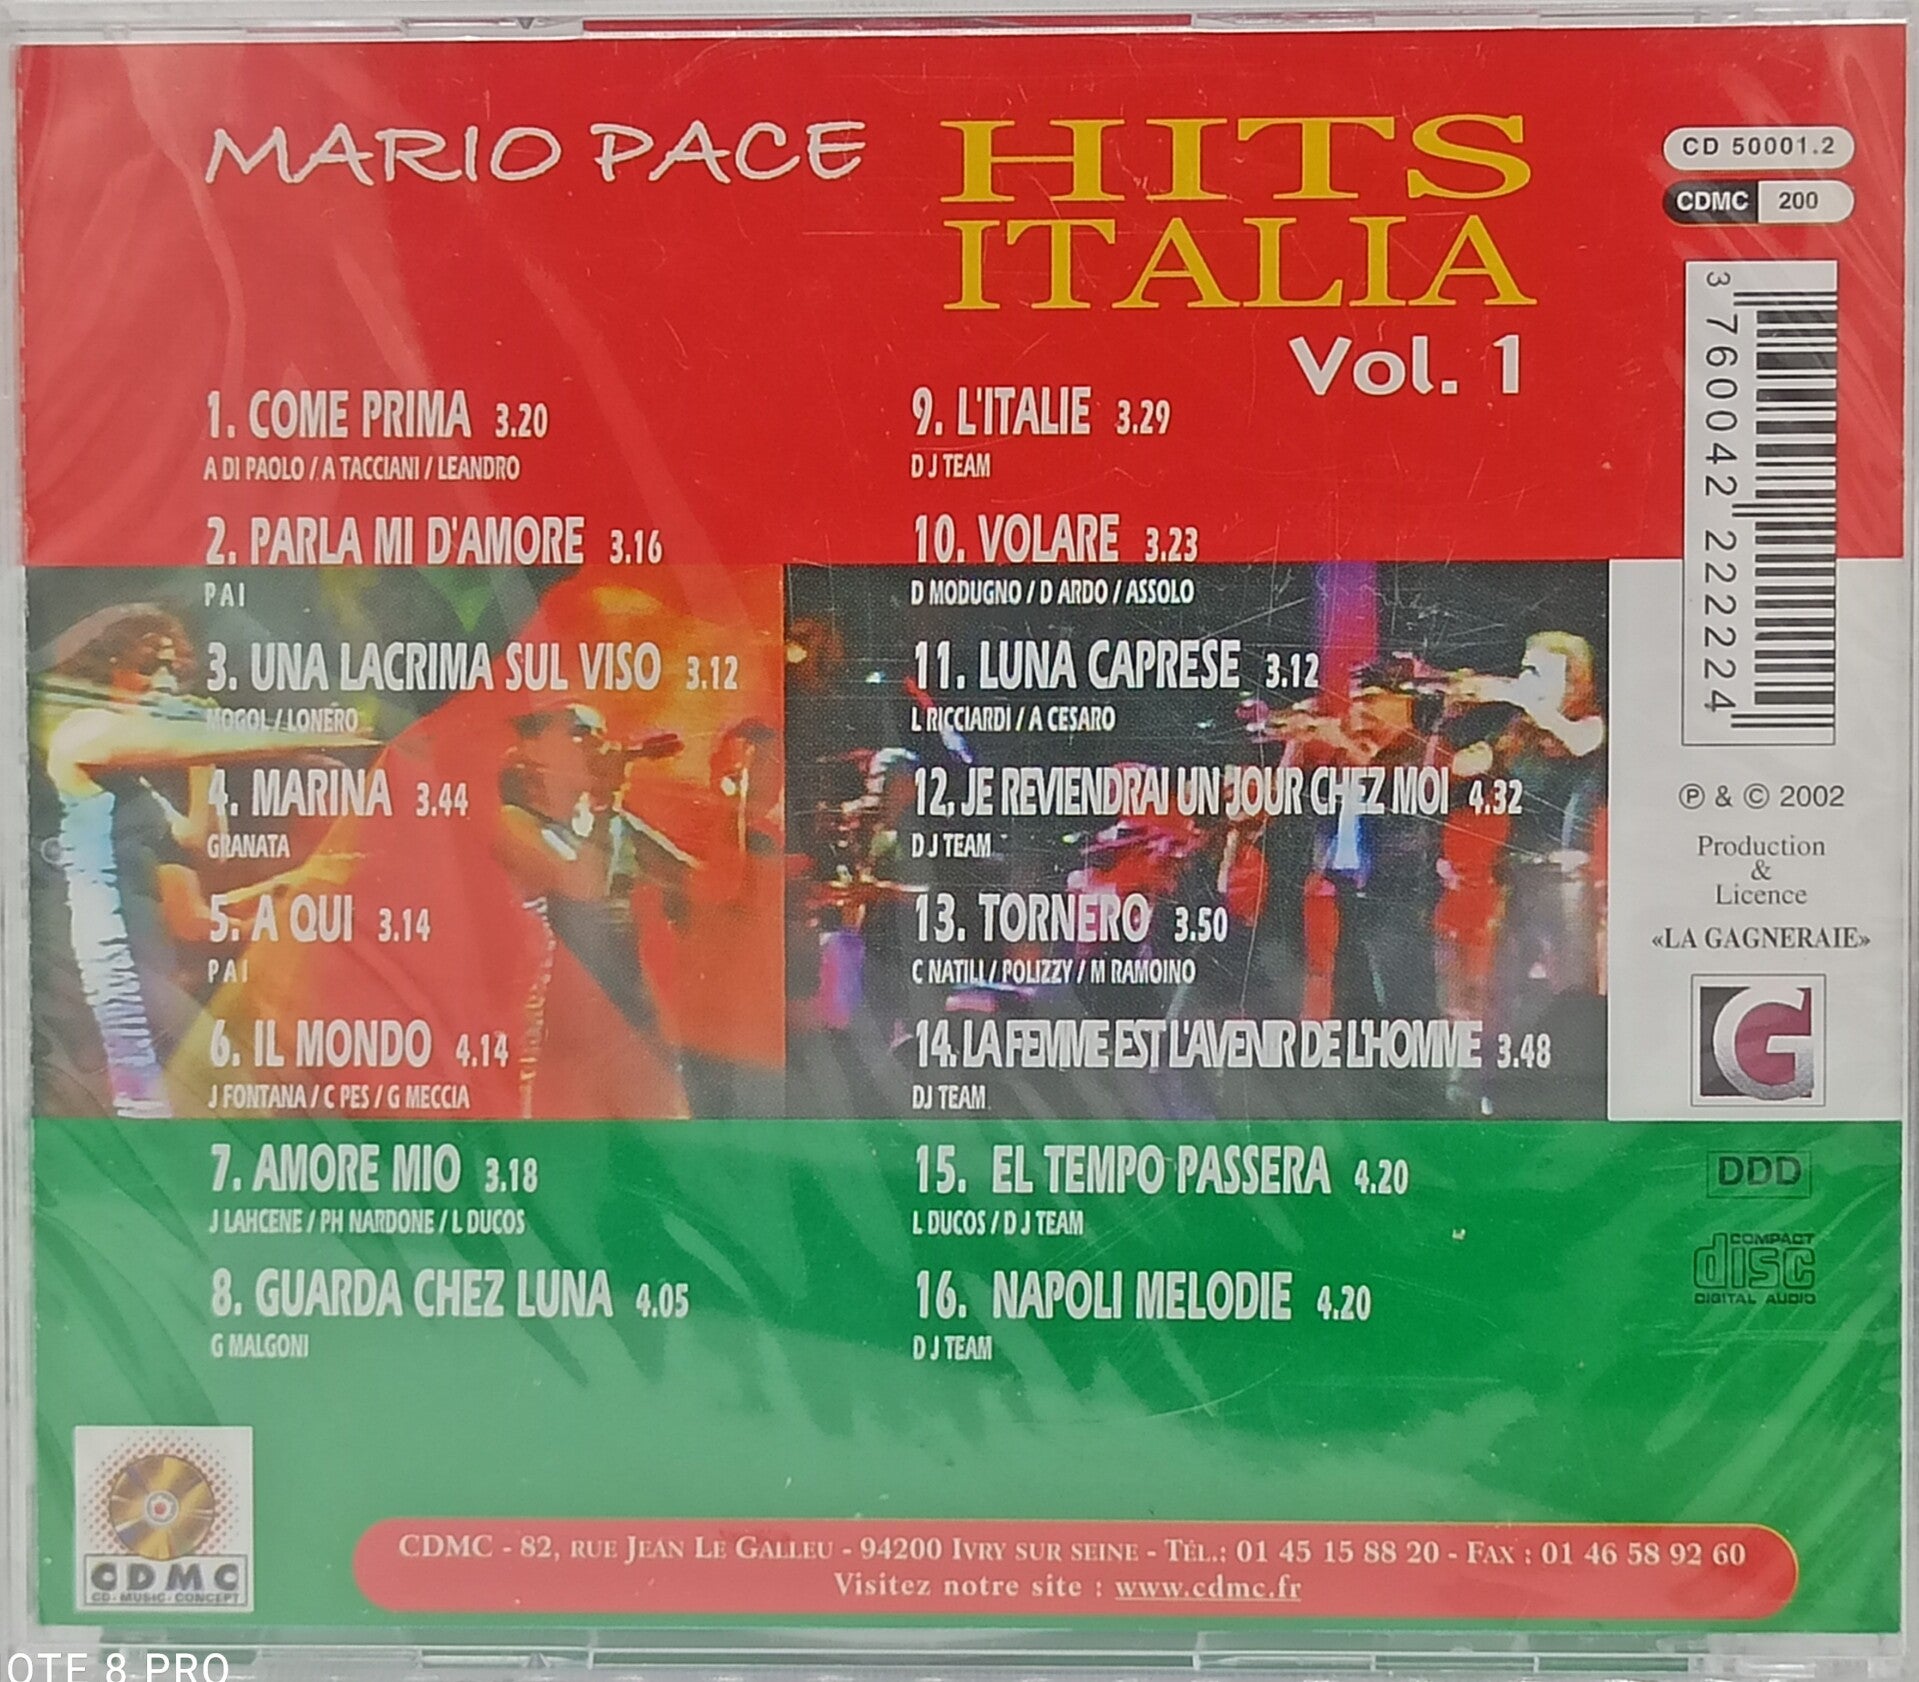 MARIO PACE
HITS
ITALIA
Vol. 1
CD 50001.2
CDMC 200
3 760042 222224
1. COME PRIMA 3.20
A DI PAOLO / A TACCIANI / LEANDRO
2. PARLA MI D'AMORE 3.16
P A I
3. UNA LACRIMA SUL VISO 3.12
MOGOL / LONERO
4. MARINA 3.44
GRANATA
5. A QUI 3.14
P A I
6. IL MONDO 4.14
J FONTANA / C PES / G MECCIA
7. AMORE MIO 3.18
J LAHCENE / PH NARDONE / L DUCOS
8. GUARDA CHEZ LUNA 4.05
G MALGONI
9. L'ITALIE 3.29
D J TEAM
10. VOLARE 3.23
D MODUGNO / D ARDO / ASSOLO
11. LUNA CAPRESE 3.12
L RICCIARDI / A CESARO
12. JE REVIENDRAI UN JOUR CHEZ MOI 4.32
D J TEAM
13. TORNERO 3.50
C NATILI / POLIZZY / M RAMOINO
14. LA FEMME EST L'AVENIR DE L'HOMME 3.48
DJ TEAM
15. EL TEMPO PASSERA 4.20
L DUCOS / D J TEAM
16. NAPOLI MELODIE 4.20
D J TEAM
℗ & © 2002
Production
&
Licence
«LA GAGNERAIE»
G
DDD
COMPACT
disc
DIGITAL AUDIO
CDMC
CD-MUSIC-CONCEPT
CDMC - 82, RUE JEAN LE GALLEU - 94200 IVRY SUR SEINE - TÉL.: 01 45 15 88 20 - FAX : 01 46 58 92 60
Visitez notre site : www.cdmc.fr
OTE 8 PRO